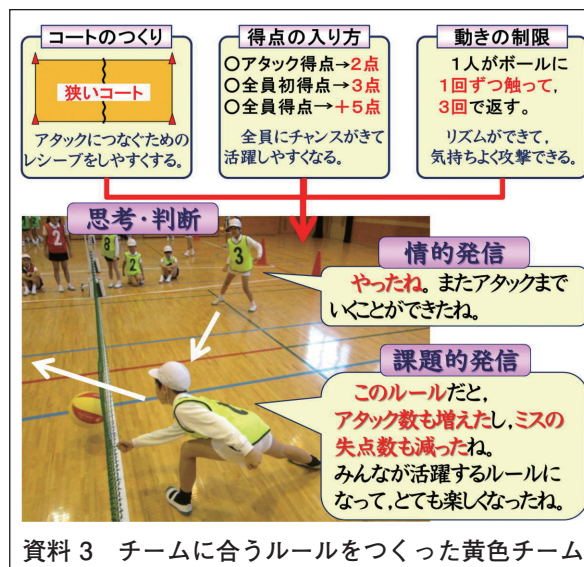 コートのつくり
狭いコート
アタックにつなぐための
レシーブをしやすくする。
得点の入り方
○アタック得点→2点
○全員初得点→3点
○全員得点→+5点
全員にチャンスがきて
活躍しやすくなる。
動きの制限
1人がボールに
1回ずつ触って,
3回で返す。
リズムができて,
気持ちよく攻撃できる。
思考・判断
2
8
3
情的発信
やったね。またアタックまで
いくことができたね。
課題的発信
このルールだと,
アタック数も増えたし,ミスの
失点数も減ったね。
みんなが活躍するルールに
なって,とても楽しくなったね。
資料3 チームに合うルールをつくった黄色チーム